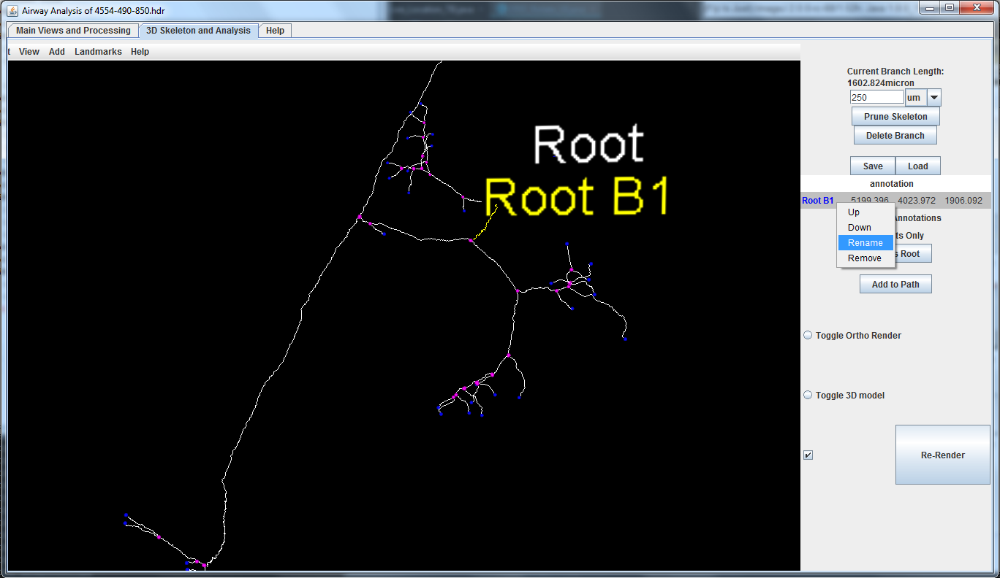 Airway Analysis of 4554-490-850.hdr
Main Views and Processing 3D Skeleton and Analysis Help
t View Add Landmarks Help
Current Branch Length:
1602.824micron
250 um
Prune Skeleton
Delete Branch
Save Load
annotation
Root B1 5199.396 4023.972 1906.092
Up
Down
Rename
Remove
Annotations
ts Only
s Root
Add to Path
Toggle Ortho Render
Toggle 3D model
Re-Render
Root
Root B1